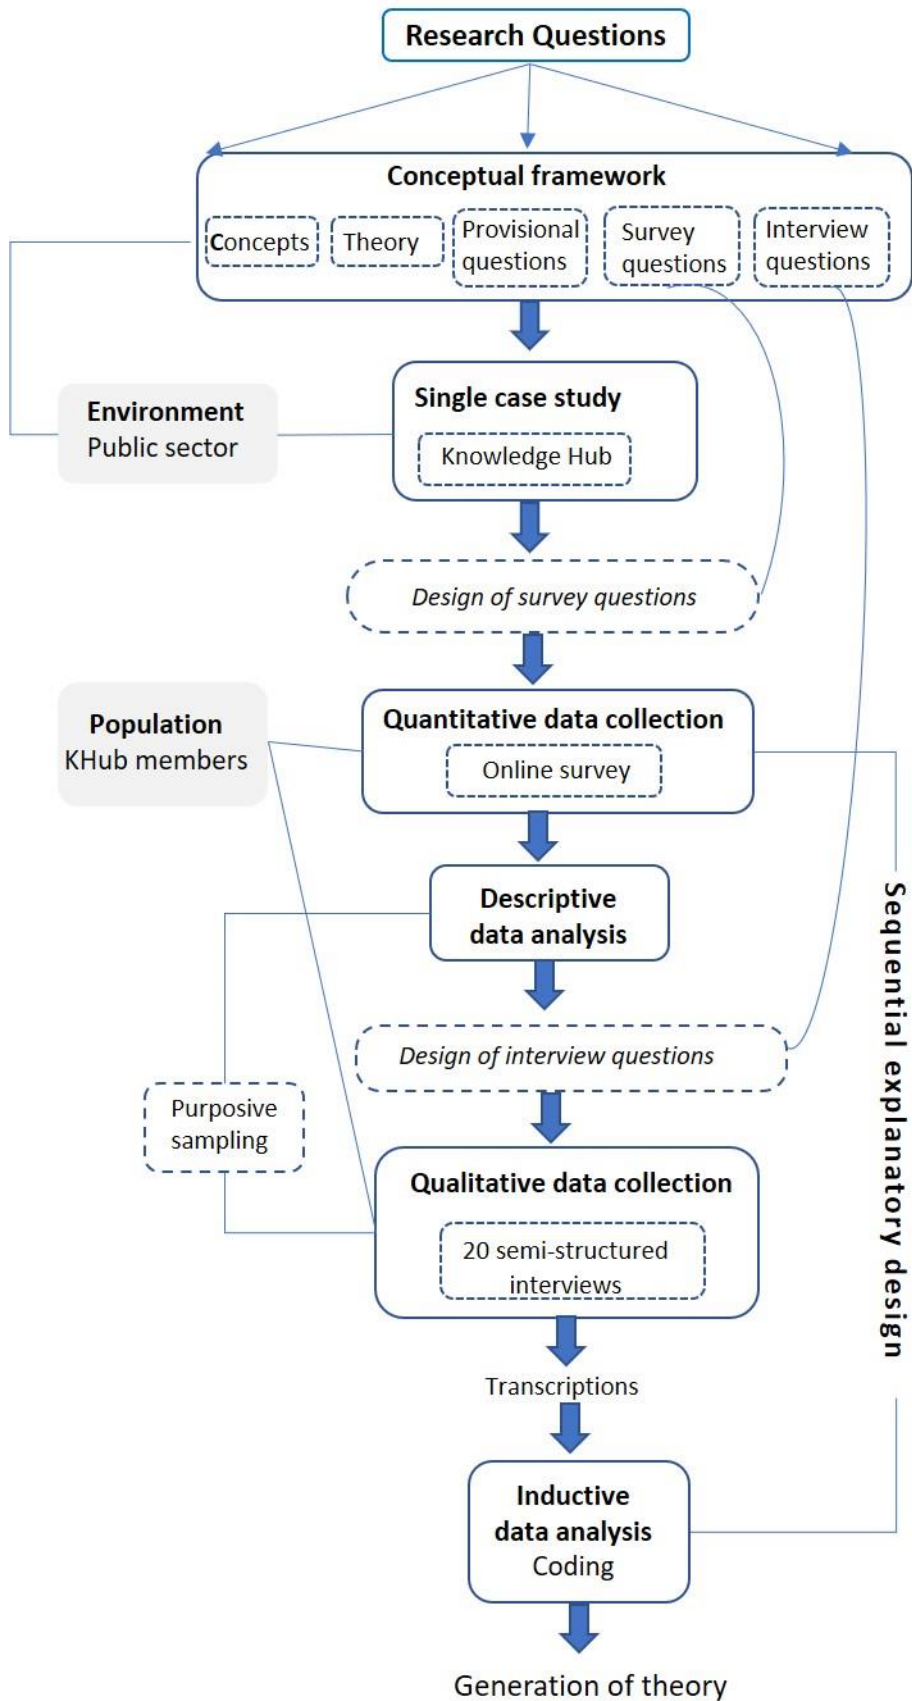 Research Questions
Conceptual framework
Concepts
Theory
Provisional
questions
Survey
questions
Interview
questions
Environment
Public sector
Single case study
Knowledge Hub
Design of survey questions
Population
KHub members
Quantitative data collection
Online survey
Descriptive
data analysis
Design of interview questions
Purposive
sampling
Qualitative data collection
20 semi-structured
interviews
Sequential explanatory design
Transcriptions
Inductive
data analysis
Coding
Generation of theory